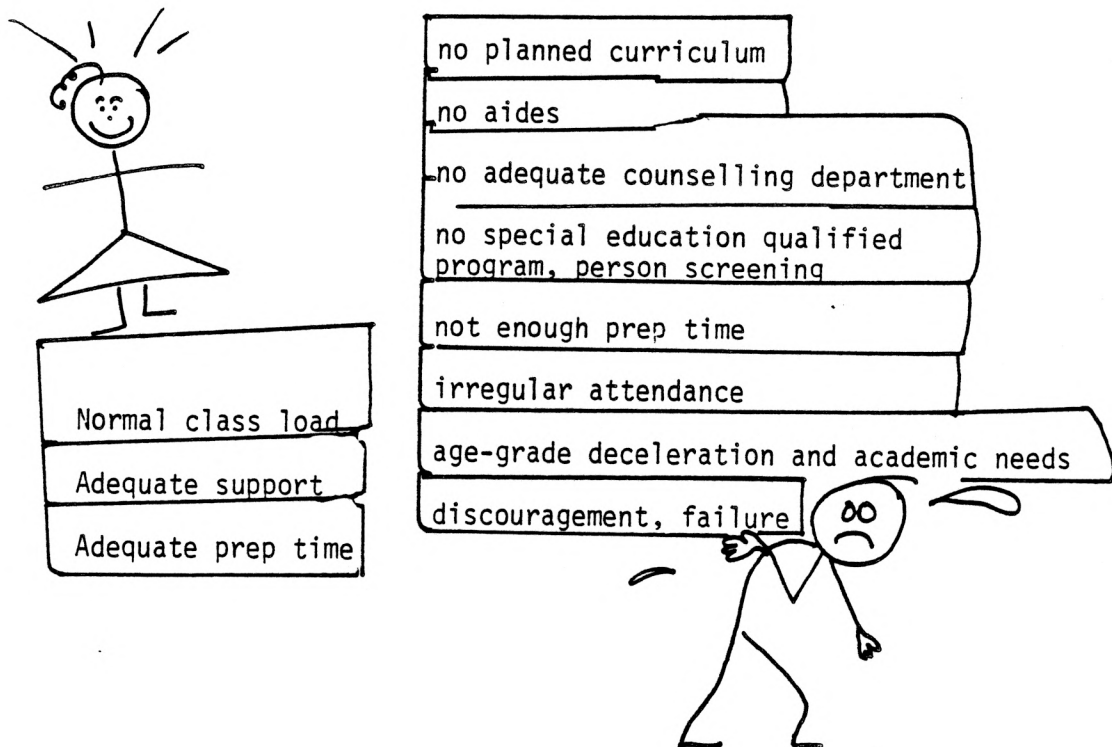 no planned curriculum
no aides
no adequate counselling department
no special education qualified
program, person screening
not enough prep time
irregular attendance
age-grade deceleration and academic needs
discouragement, failure
Normal class load
Adequate support
Adequate prep time